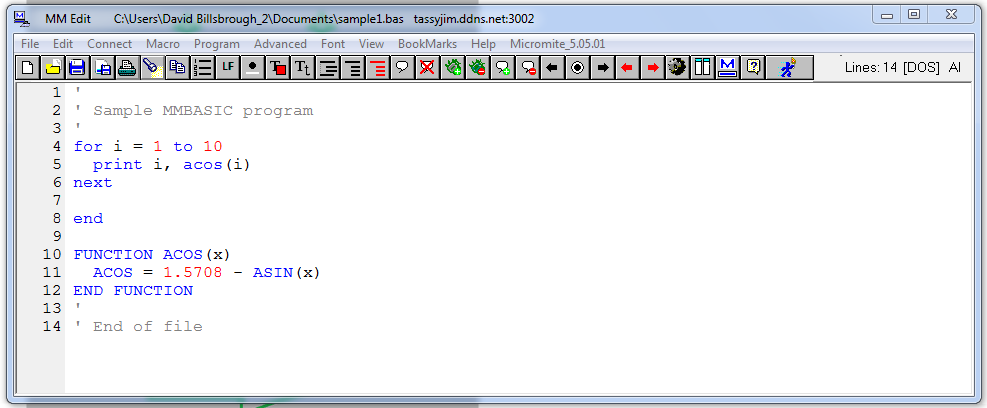 MM Edit C:\Users\David Billsbrough_2\Documents\sample1.bas tassyjim.ddns.net:3002
File Edit Connect Macro Program Advanced Font View BookMarks Help Micromite_5.05.01
LF T Tt M ? Lines: 14 [DOS] AI
1 '
2 ' Sample MMBASIC program
3 '
4 for i = 1 to 10
5 print i, acos(i)
6 next
7
8 end
9
10 FUNCTION ACOS(x)
11 ACOS = 1.5708 - ASIN(x)
12 END FUNCTION
13 '
14 ' End of file